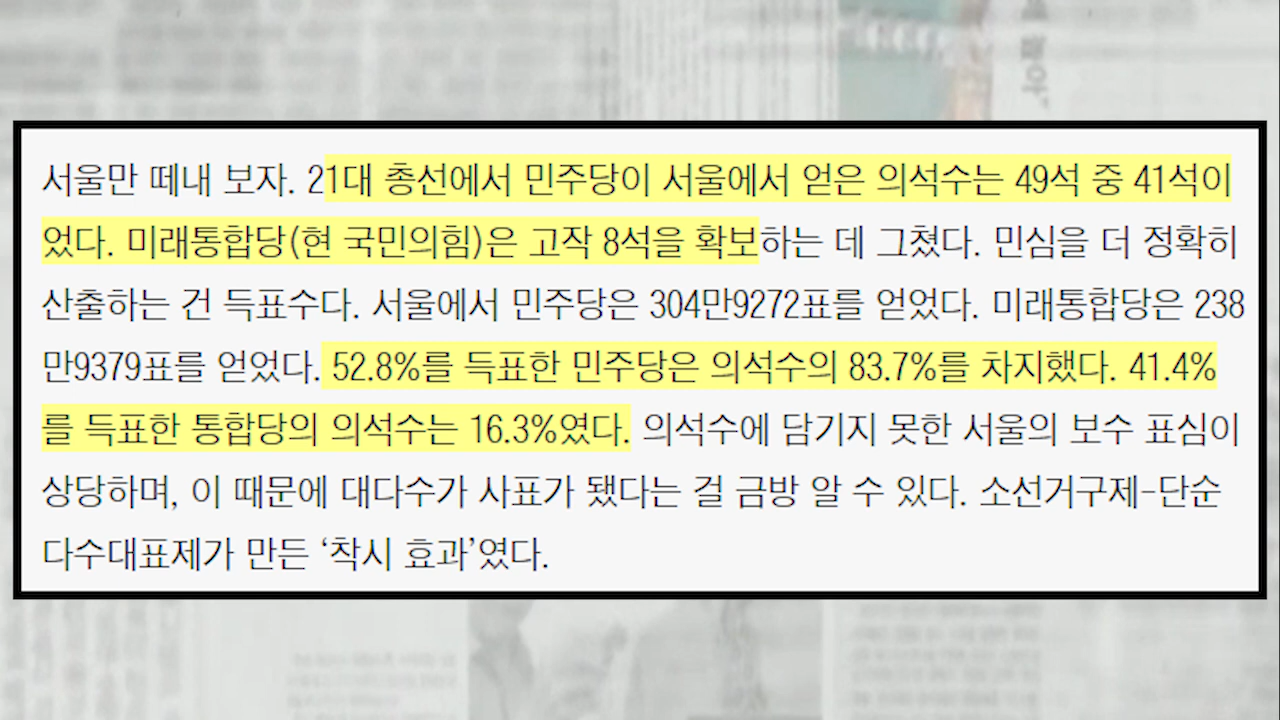 서울만 떼내 보자. 21대 총선에서 민주당이 서울에서 얻은 의석수는 49석 중 41석이
었다. 미래통합당(현 국민의힘)은 고작 8석을 확보하는 데 그쳤다. 민심을 더 정확히
산출하는 건 득표수다. 서울에서 민주당은 304만9272표를 얻었다. 미래통합당은 238
만9379표를 얻었다. 52.8%를 득표한 민주당은 의석수의 83.7%를 차지했다. 41.4%
를 득표한 통합당의 의석수는 16.3%였다. 의석수에 담기지 못한 서울의 보수 표심이
상당하며, 이 때문에 대다수가 사표가 됐다는 걸 금방 알 수 있다. 소선거구제-단순
다수대표제가 만든 ‘착시 효과’였다.